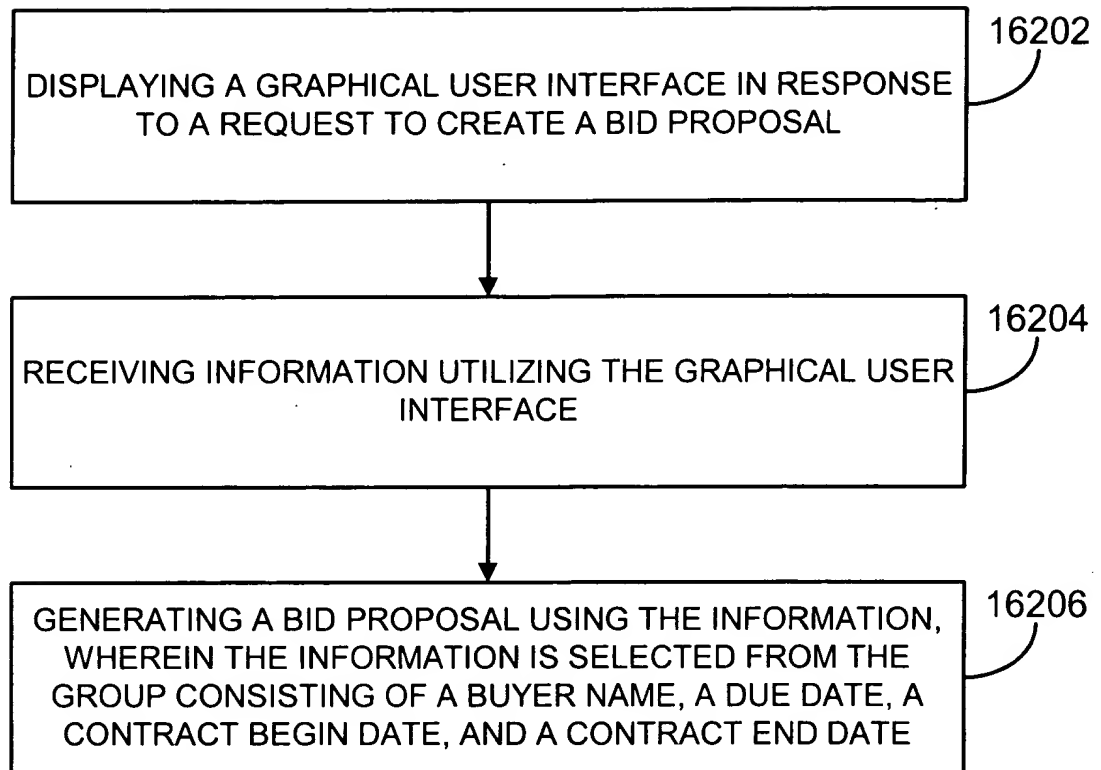 16202
DISPLAYING A GRAPHICAL USER INTERFACE IN RESPONSE
TO A REQUEST TO CREATE A BID PROPOSAL
16204
RECEIVING INFORMATION UTILIZING THE GRAPHICAL USER
INTERFACE
16206
GENERATING A BID PROPOSAL USING THE INFORMATION,
WHEREIN THE INFORMATION IS SELECTED FROM THE
GROUP CONSISTING OF A BUYER NAME, A DUE DATE, A
CONTRACT BEGIN DATE, AND A CONTRACT END DATE